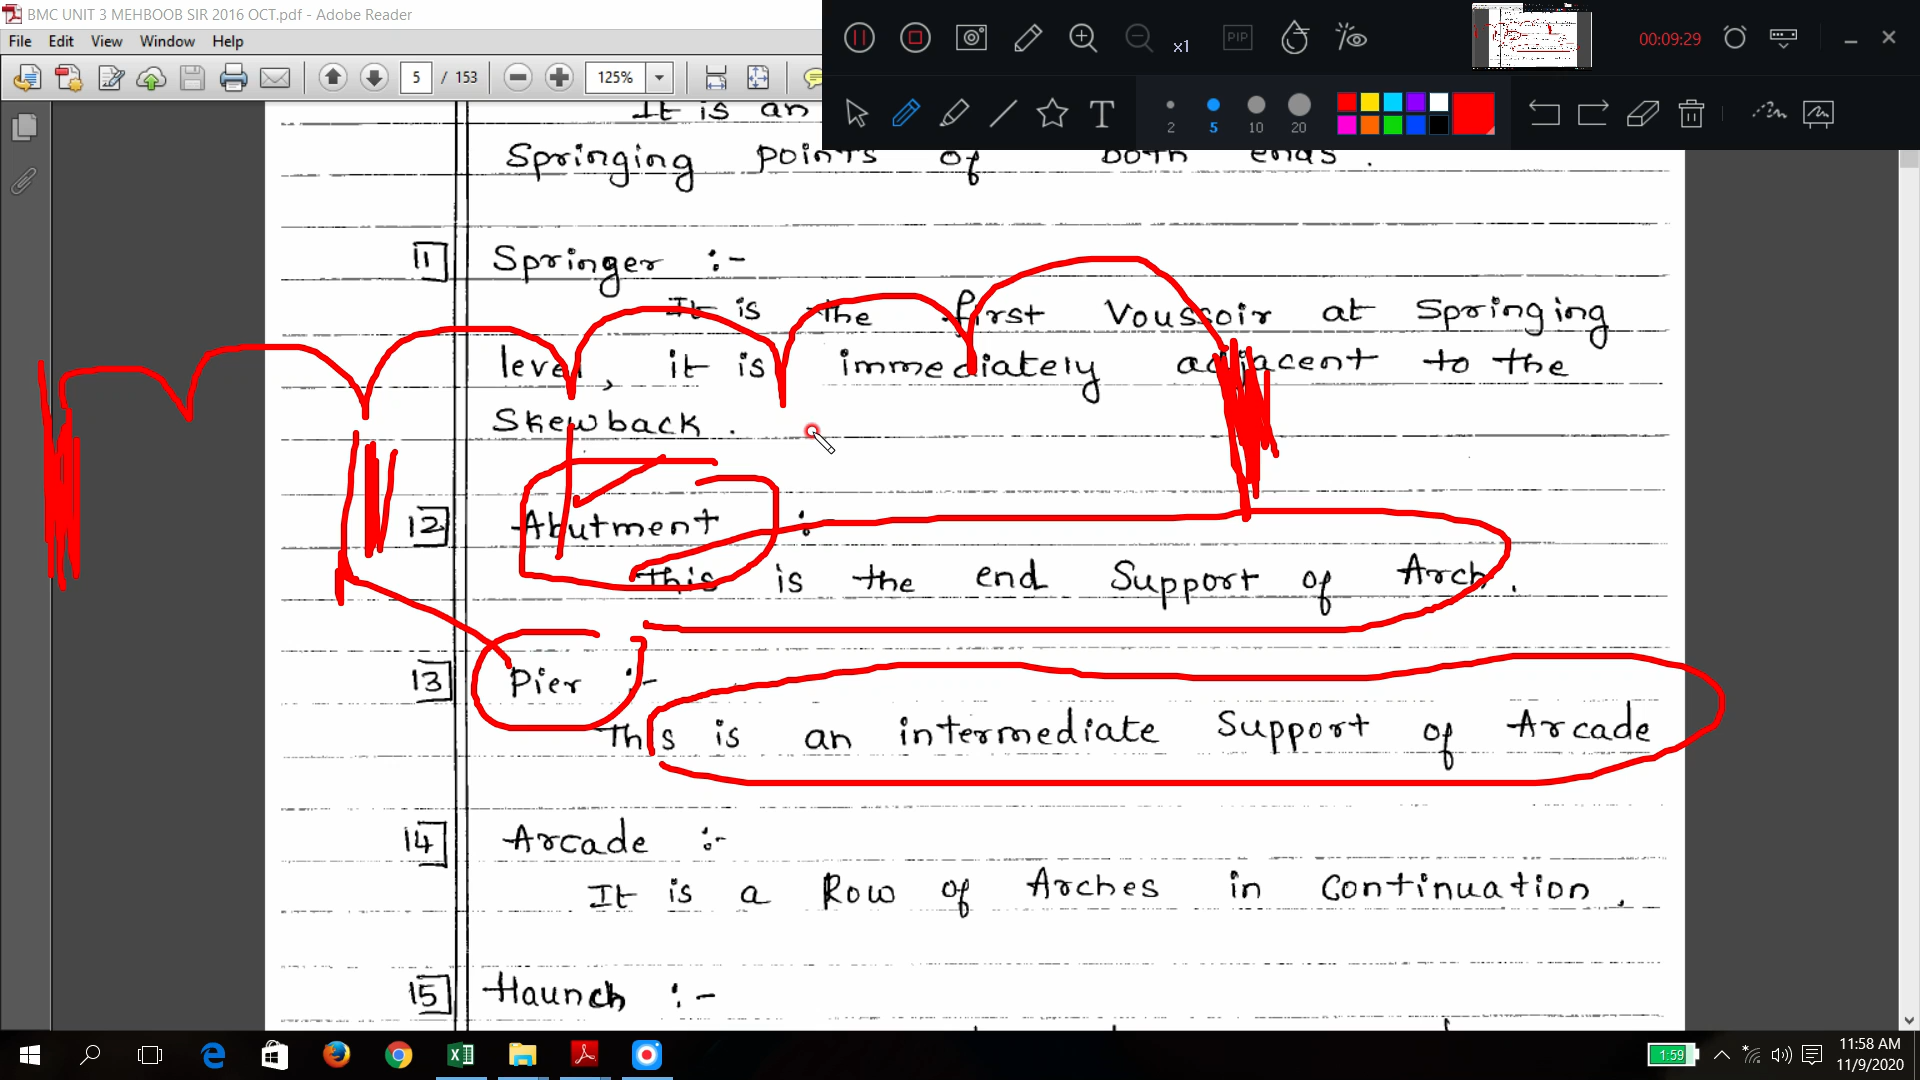 BMC UNIT 3 MEHBOOB SIR 2016 OCT.pdf - Adobe Reader
File Edit View Window Help
5 / 153 125%
x1 PIP 00:09:29
T 2 5 10 20
It is an
Springing points of both ends.
11 Springer :-
It is the first Voussoir at Springing
level, it is immediately adjacent to the
Skewback.
12 Abutment :
This is the end Support of Arch.
13 Pier :-
This is an intermediate Support of Arcade
14 Arcade :-
It is a Row of Arches in Continuation.
15 Haunch :-
1:59
11:58 AM
11/9/2020